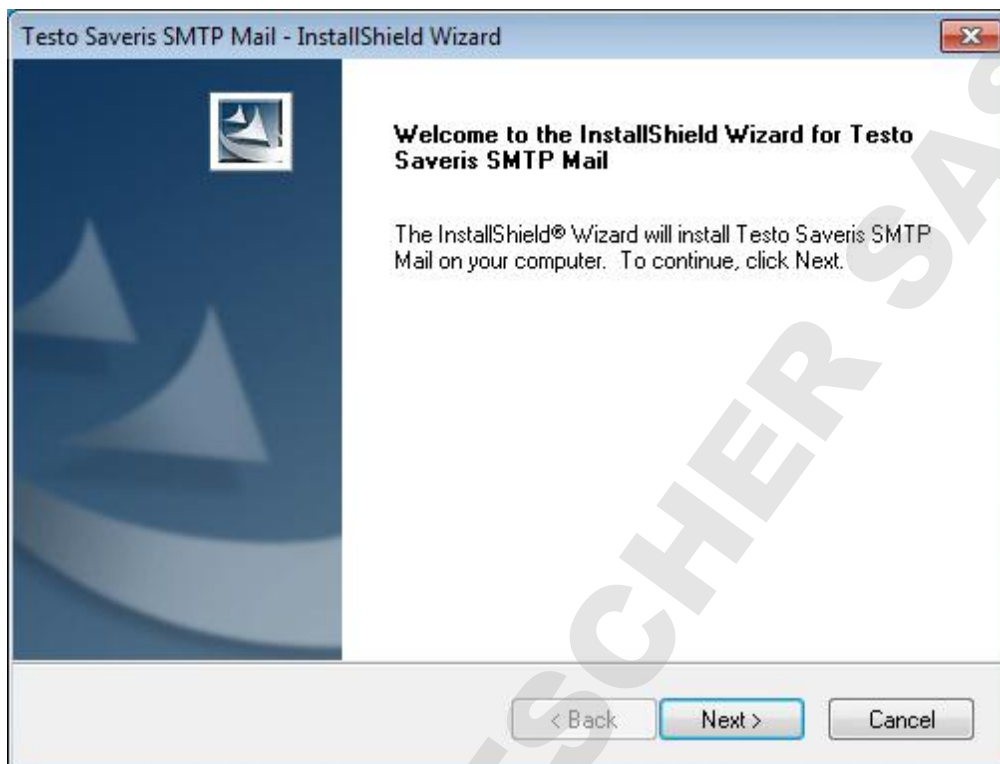 Testo Saveris SMTP Mail - InstallShield Wizard
Welcome to the InstallShield Wizard for Testo
Saveris SMTP Mail
The InstallShield® Wizard will install Testo Saveris SMTP
Mail on your computer.  To continue, click Next.
< Back
Next >
Cancel